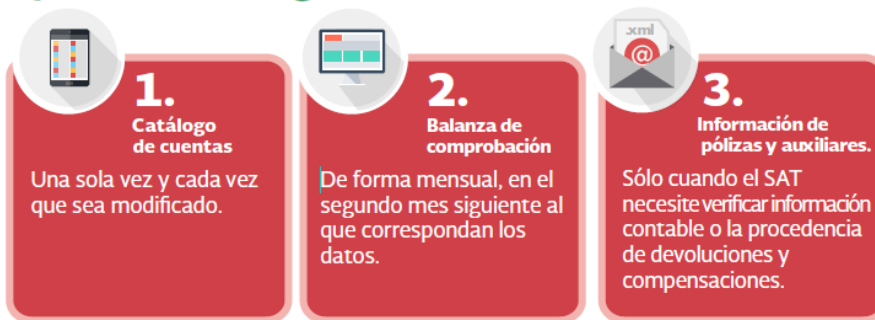 1.
Catálogo
de cuentas
Una sola vez y cada vez
que sea modificado.
2.
Balanza de
comprobación
De forma mensual, en el
segundo mes siguiente al
que correspondan los
datos.
.xml
@
3.
Información de
pólizas y auxiliares.
Sólo cuando el SAT
necesite verificar información
contable o la procedencia
de devoluciones y
compensaciones.